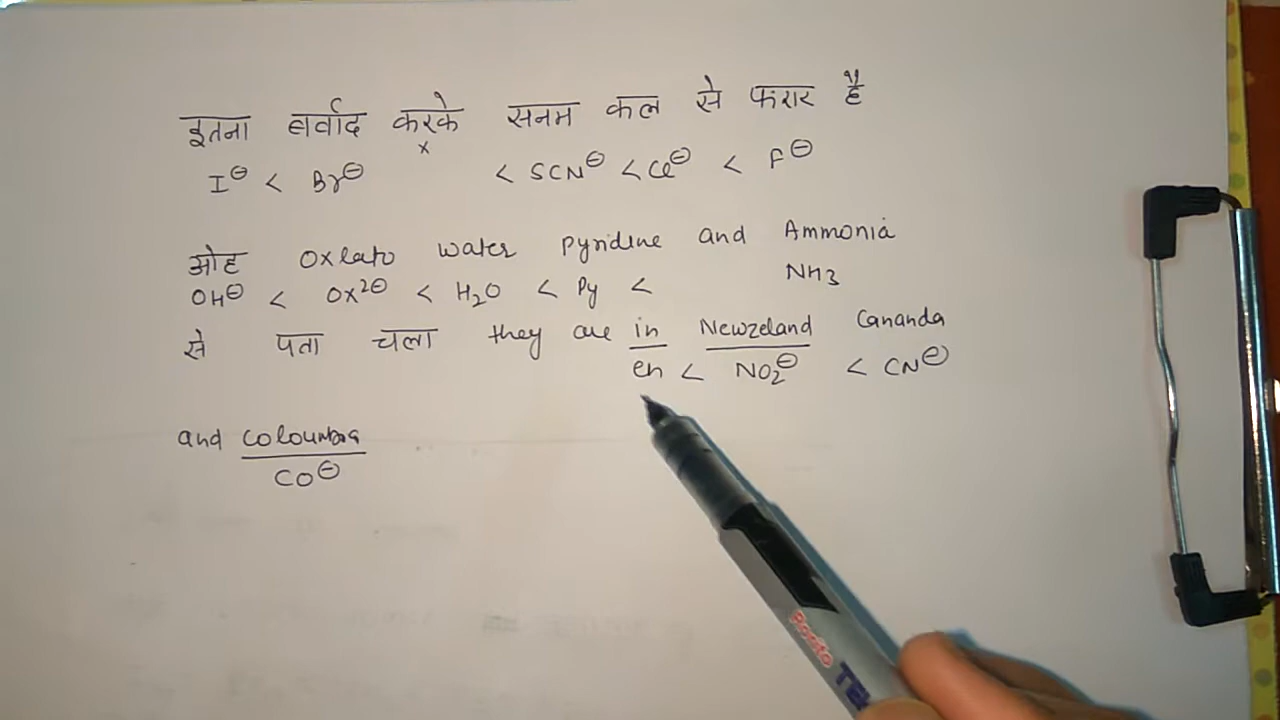 इतना बर्वाद करके सनम कल से फरार है
x
I⊖ < Br⊖ < SCN⊖ < Cl⊖ < F⊖
ओह Oxlato water pyridine and Ammonia
OH⊖ < OX²⊖ < H₂O < Py < NH₃
से पता चला they are in Newzeland Cananda
en < NO₂⊖ < CN⊖
and Coloumbia
CO⊖